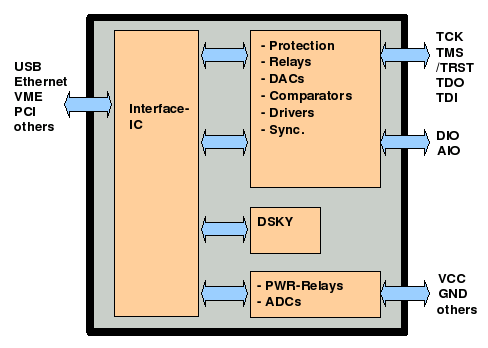 USB
Ethernet
VME
PCI
others
Interface-
IC
- Protection
- Relays
- DACs
- Comparators
- Drivers
- Sync.
DSKY
- PWR-Relays
- ADCs
TCK
TMS
/TRST
TDO
TDI
DIO
AIO
VCC
GND
others